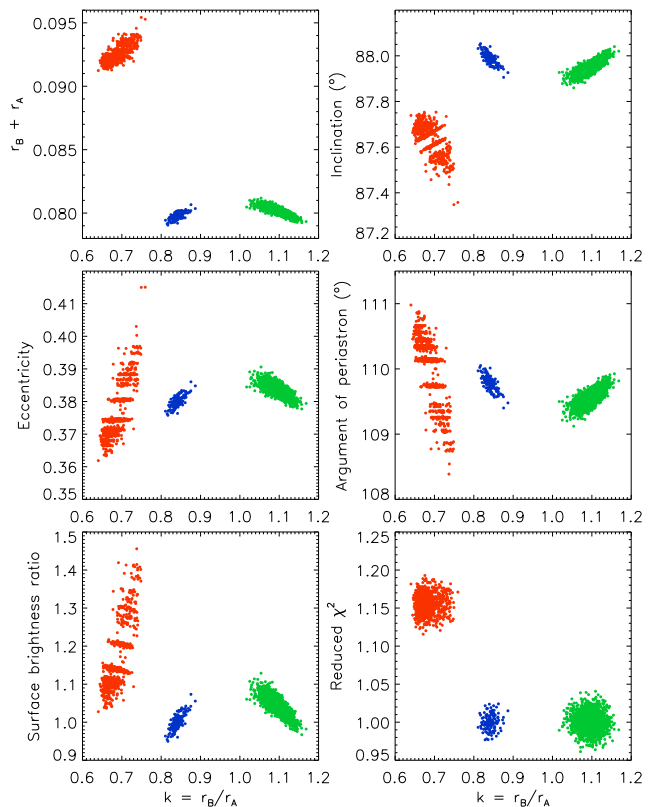 0.095
0.090
0.085
0.080
r_B + r_A
0.6 0.7 0.8 0.9 1.0 1.1 1.2
88.0
87.8
87.6
87.4
87.2
Inclination (°)
0.6 0.7 0.8 0.9 1.0 1.1 1.2
0.41
0.40
0.39
0.38
0.37
0.36
0.35
Eccentricity
0.6 0.7 0.8 0.9 1.0 1.1 1.2
111
110
109
108
Argument of periastron (°)
0.6 0.7 0.8 0.9 1.0 1.1 1.2
1.5
1.4
1.3
1.2
1.1
1.0
0.9
Surface brightness ratio
0.6 0.7 0.8 0.9 1.0 1.1 1.2
k = r_B/r_A
1.25
1.20
1.15
1.10
1.05
1.00
0.95
Reduced χ²
0.6 0.7 0.8 0.9 1.0 1.1 1.2
k = r_B/r_A